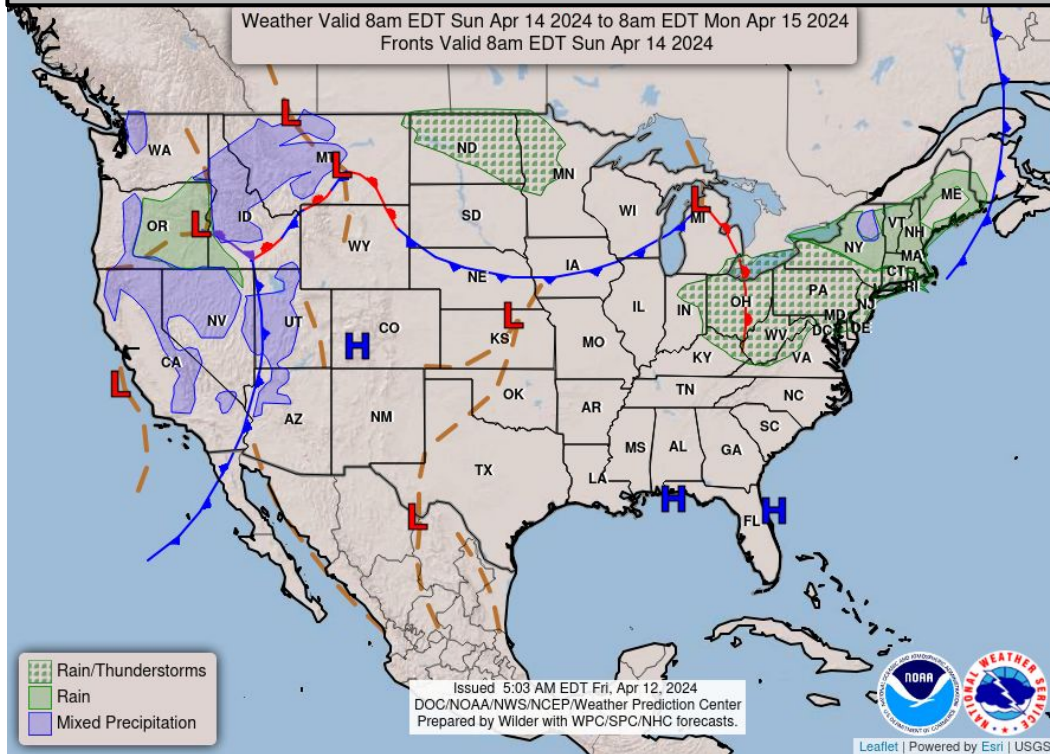 Weather Valid 8am EDT Sun Apr 14 2024 to 8am EDT Mon Apr 15 2024
Fronts Valid 8am EDT Sun Apr 14 2024
L
WA
MT
L
ND
MN
OR
L
ID
SD
WI
L
MI
ME
VT
NH
NY
MA
CT
RI
WY
NE
IA
PA
NJ
OH
MD
DE
DC
WV
VA
IL
IN
NV
UT
H
CO
L
KS
MO
KY
CA
L
AZ
NM
OK
AR
TN
NC
SC
MS
AL
GA
TX
LA
L
H
FL
H
Rain/Thunderstorms
Rain
Mixed Precipitation
Issued 5:03 AM EDT Fri, Apr 12, 2024
DOC/NOAA/NWS/NCEP/Weather Prediction Center
Prepared by Wilder with WPC/SPC/NHC forecasts.
NOAA
NATIONAL WEATHER SERVICE
Leaflet | Powered by Esri | USGS